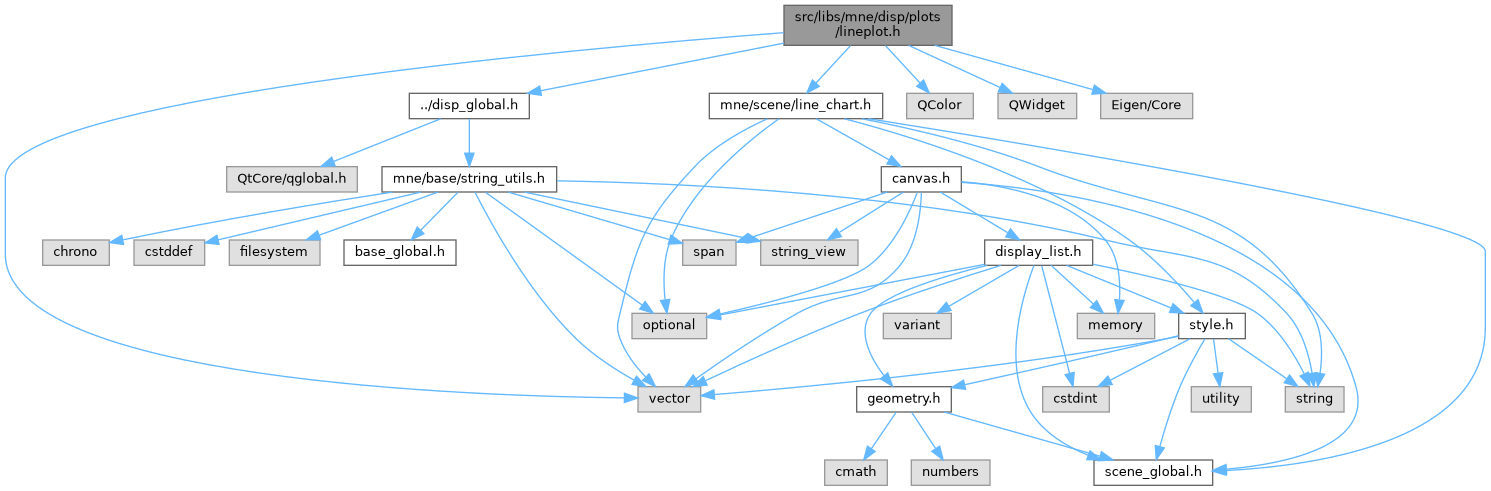 src/libs/mne/disp/plots
/lineplot.h
../disp_global.h
mne/scene/line_chart.h
QColor
QWidget
Eigen/Core
QtCore/qglobal.h
mne/base/string_utils.h
canvas.h
chrono
cstddef
filesystem
base_global.h
span
string_view
display_list.h
optional
variant
memory
style.h
vector
geometry.h
cstdint
utility
string
cmath
numbers
scene_global.h